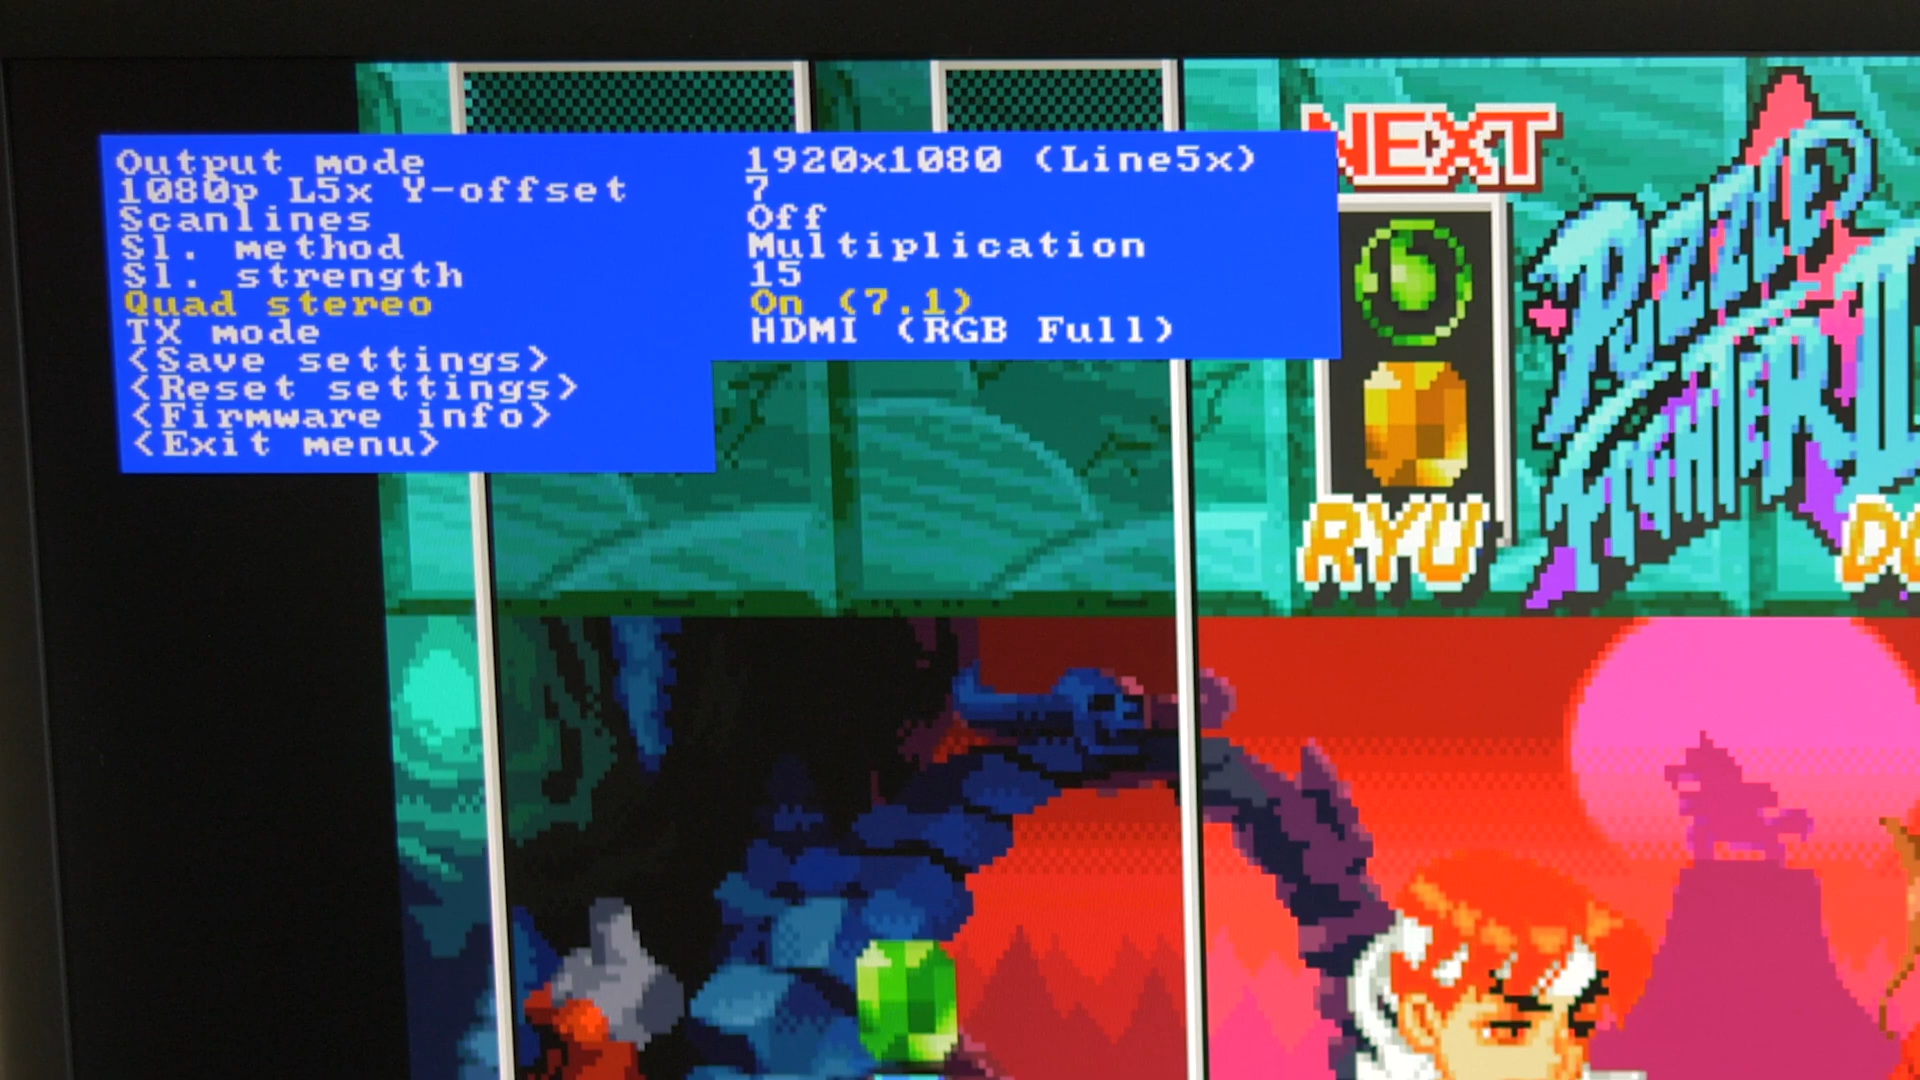 Output mode 1920x1080 (Line5x)
1080p L5x Y-offset 7
Scanlines Off
Sl. method Multiplication
Sl. strength 15
Quad stereo On (7.1)
TX mode HDMI (RGB Full)
<Save settings>
<Reset settings>
<Firmware info>
<Exit menu>
NEXT
PUZZLE
FIGHTER II
RYU